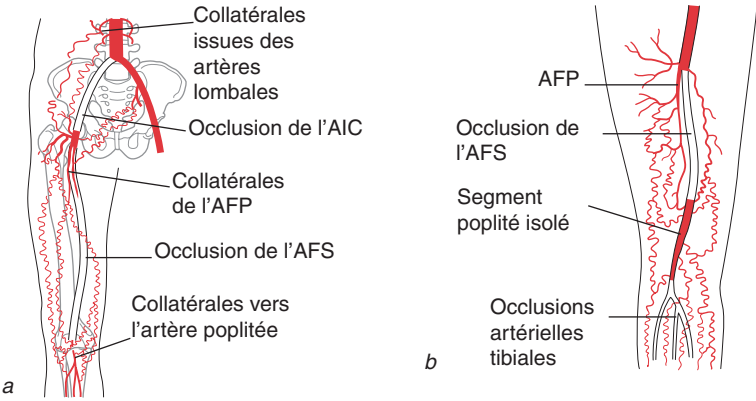 Collatérales
issues des
artères
lombales
Occlusion de l'AIC
Collatérales
de l'AFP
Occlusion de l'AFS
Collatérales vers
l'artère poplitée
a
AFP
Occlusion de
l'AFS
Segment
poplité isolé
Occlusions
artérielles
tibiales
b